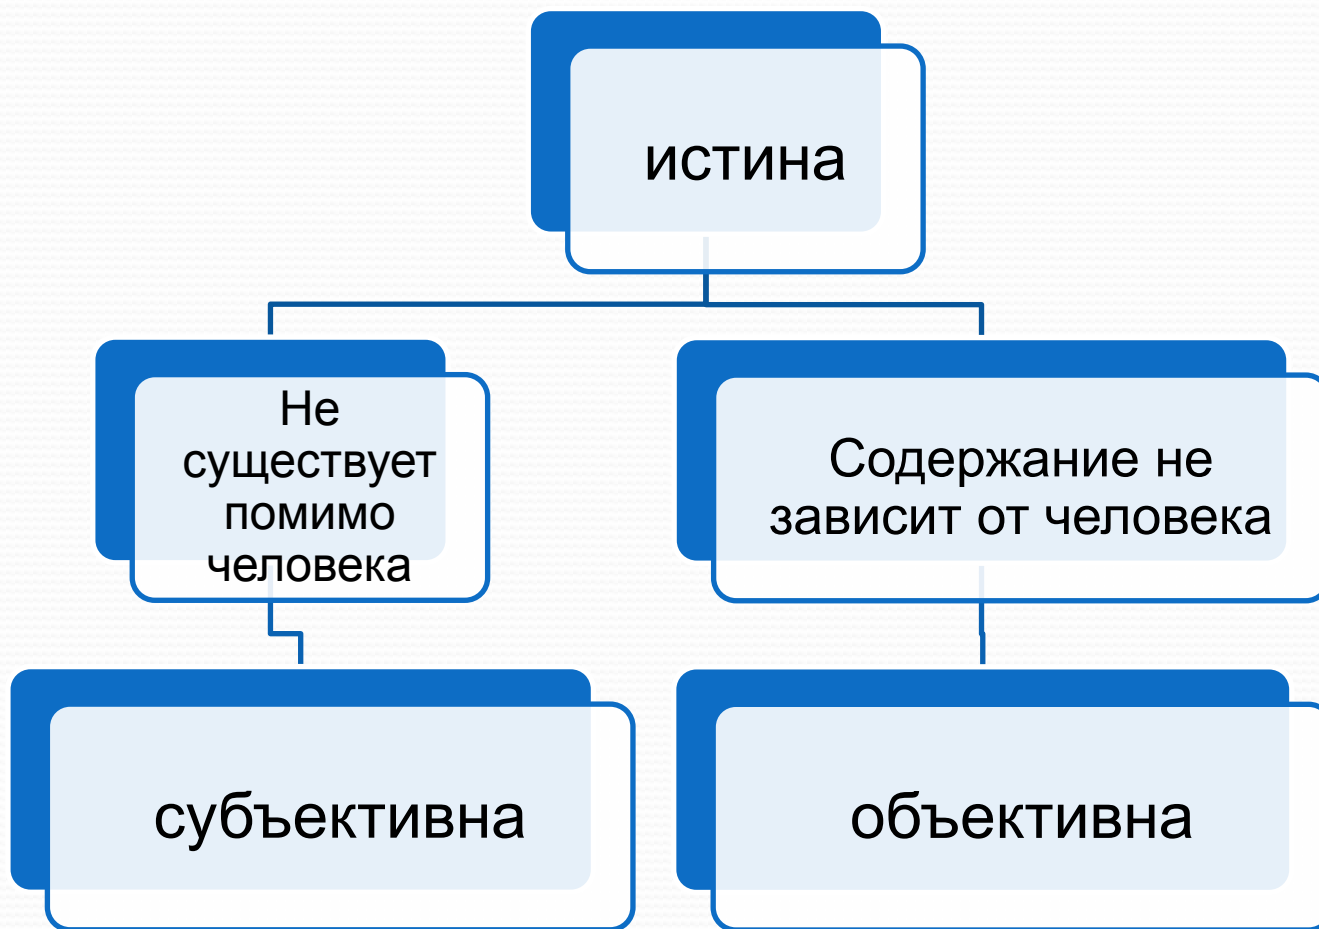 истина
Не
существует
помимо
человека
Содержание не
зависит от человека
субъективна
объективна